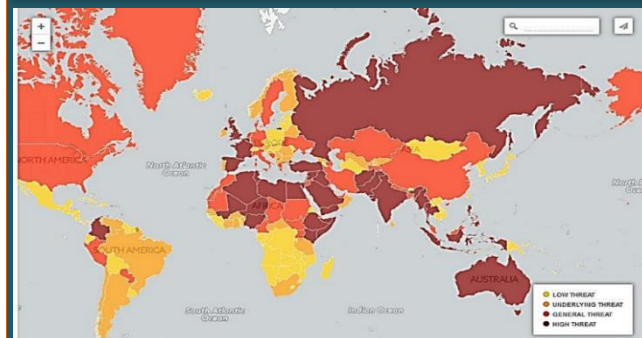 NORTH AMERICA
North Atlantic
Ocean
AFRICA
SOUTH AMERICA
South Atlantic
Ocean
Indian Ocean
AUSTRALIA
LOW THREAT
UNDERLYING THREAT
GENERAL THREAT
HIGH THREAT